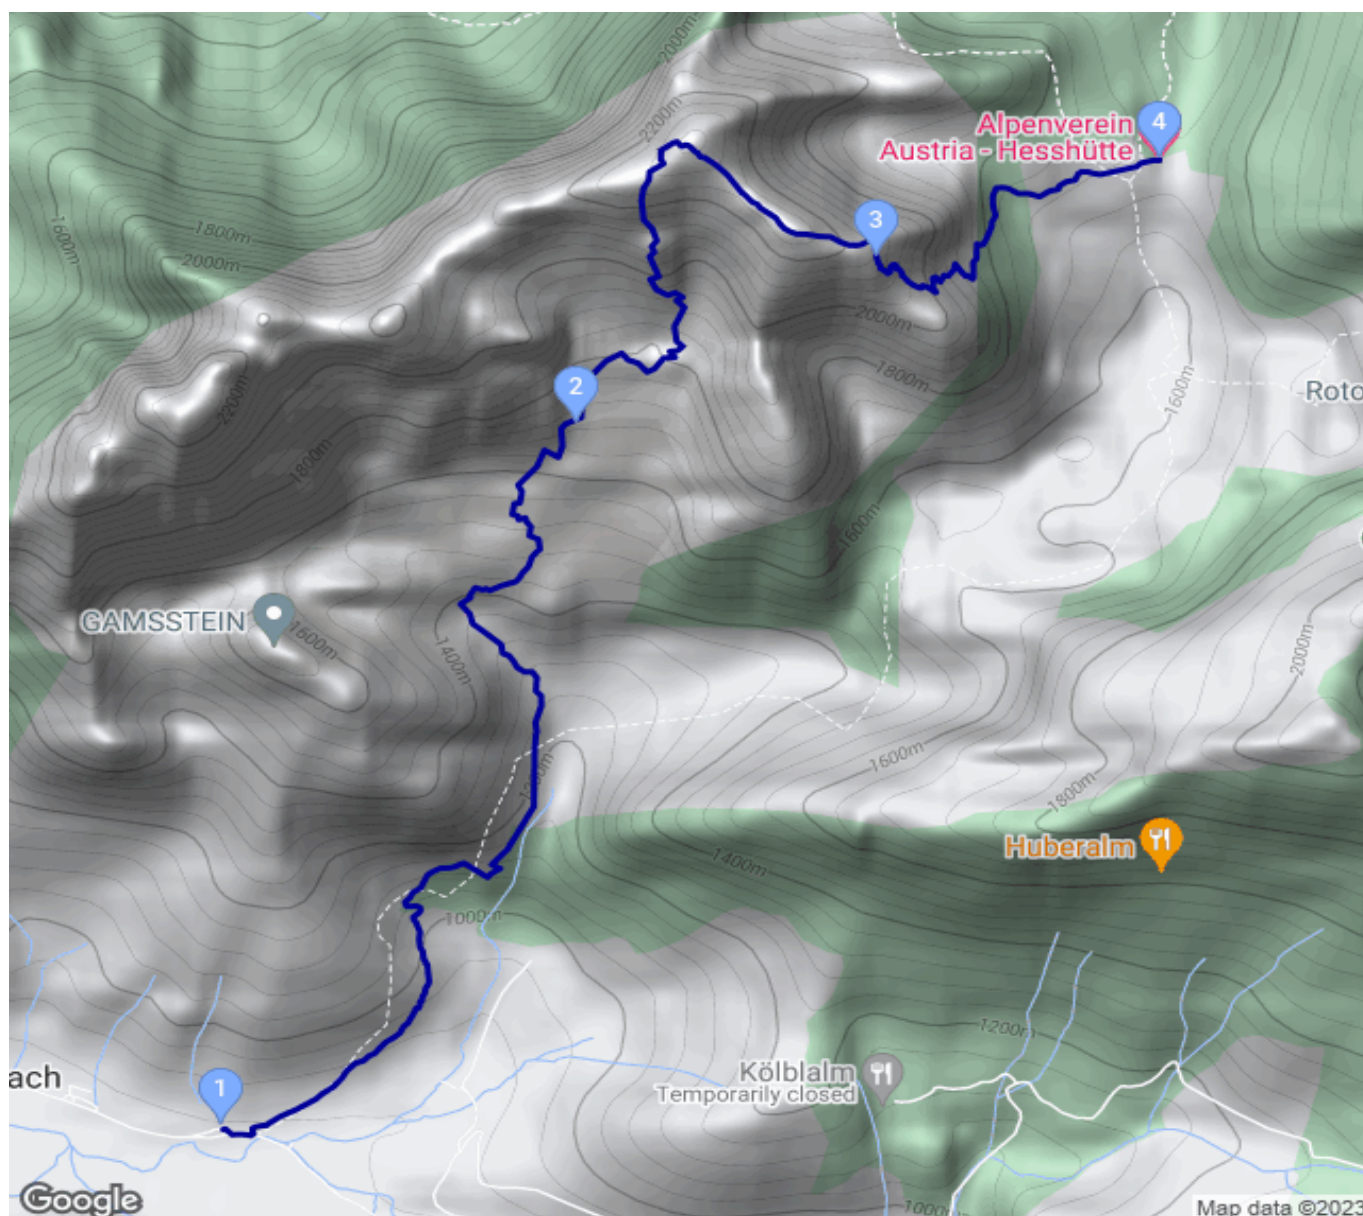 2000m
2200m
Alpenverein
Austria - Hesshütte
4
1600m
1800m
2000m
3
2000m
1800m
2
2200m
1600m
Roto
1800m
1600m
GAMSSTEIN
1600m
1400m
2000m
1600m
1800m
Huberalm
1400m
1000m
1200m
Kölblalm
Temporarily closed
ach
1
1000m
Google
Map data ©2023